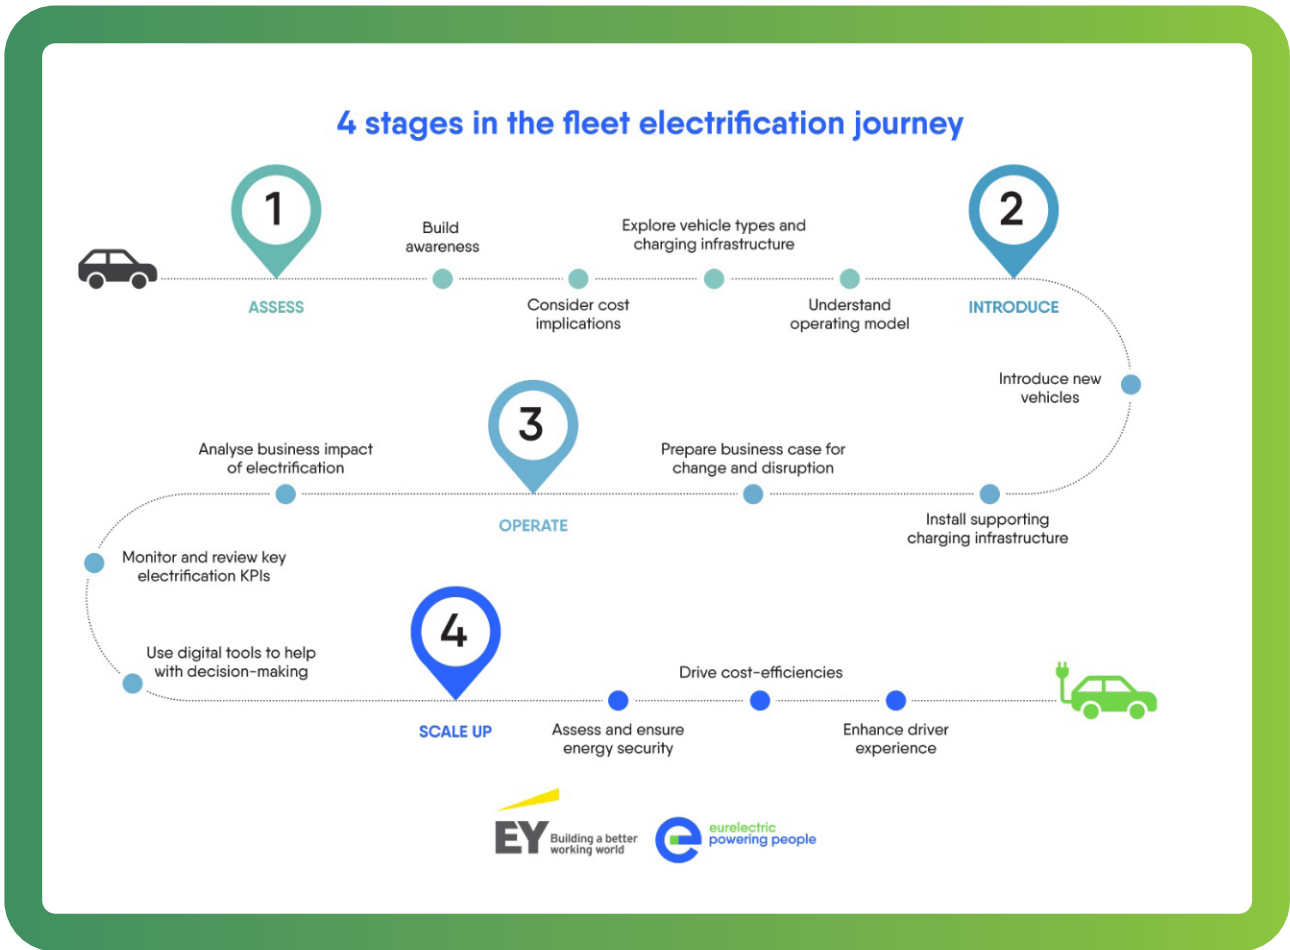 4 stages in the fleet electrification journey
1
ASSESS
Build
awareness
Consider cost
implications
Explore vehicle types and
charging infrastructure
Understand
operating model
2
INTRODUCE
Introduce new
vehicles
Install supporting
charging infrastructure
Prepare business case for
change and disruption
3
OPERATE
Analyse business impact
of electrification
Monitor and review key
electrification KPIs
Use digital tools to help
with decision-making
4
SCALE UP
Assess and ensure
energy security
Drive cost-efficiencies
Enhance driver
experience
EY
Building a better
working world
eurelectric
powering people